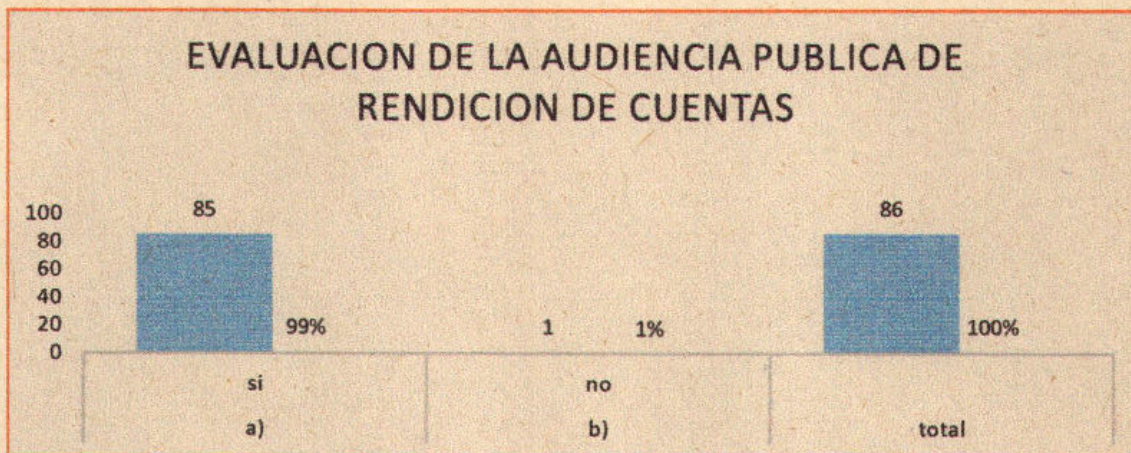 EVALUACION DE LA AUDIENCIA PUBLICA DE
RENDICION DE CUENTAS
100
80
60
40
20
0
85
99%
1
1%
86
100%
si
no
a)
b)
total